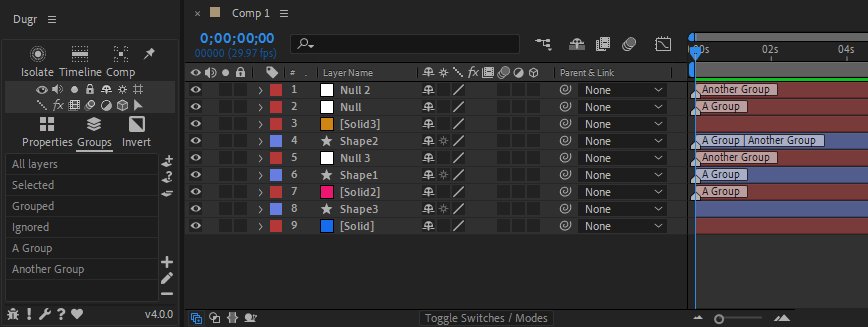 Dugr
Isolate Timeline Comp
Properties Groups Invert
All layers
Selected
Grouped
Ignored
A Group
Another Group
v4.0.0
× Comp 1
0;00;00;00
00000 (29.97 fps)
# . Layer Name fx Parent & Link
:00s 02s 04s
1 Null 2 None Another Group
2 Null None A Group
3 [Solid3] None
4 Shape2 None A Group Another Group
5 Null 3 None Another Group
6 Shape1 None A Group
7 [Solid2] None A Group
8 Shape3 None
9 [Solid] None
Toggle Switches / Modes